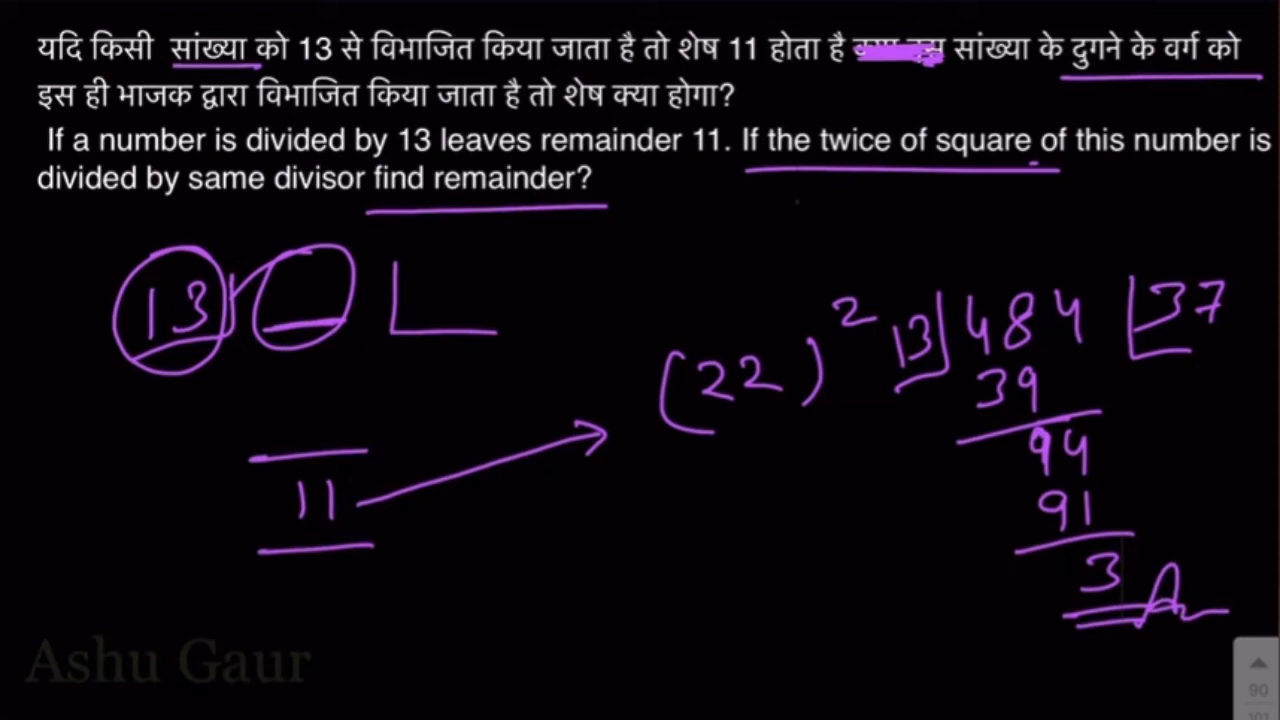 यदि किसी सांख्या को 13 से विभाजित किया जाता है तो शेष 11 होता है सांख्या के दुगने के वर्ग को
इस ही भाजक द्वारा विभाजित किया जाता है तो शेष क्या होगा?
If a number is divided by 13 leaves remainder 11. If the twice of square of this number is
divided by same divisor find remainder?
13
(22)² 13 484 37
39
94
91
11
3
Ashu Gaur
90